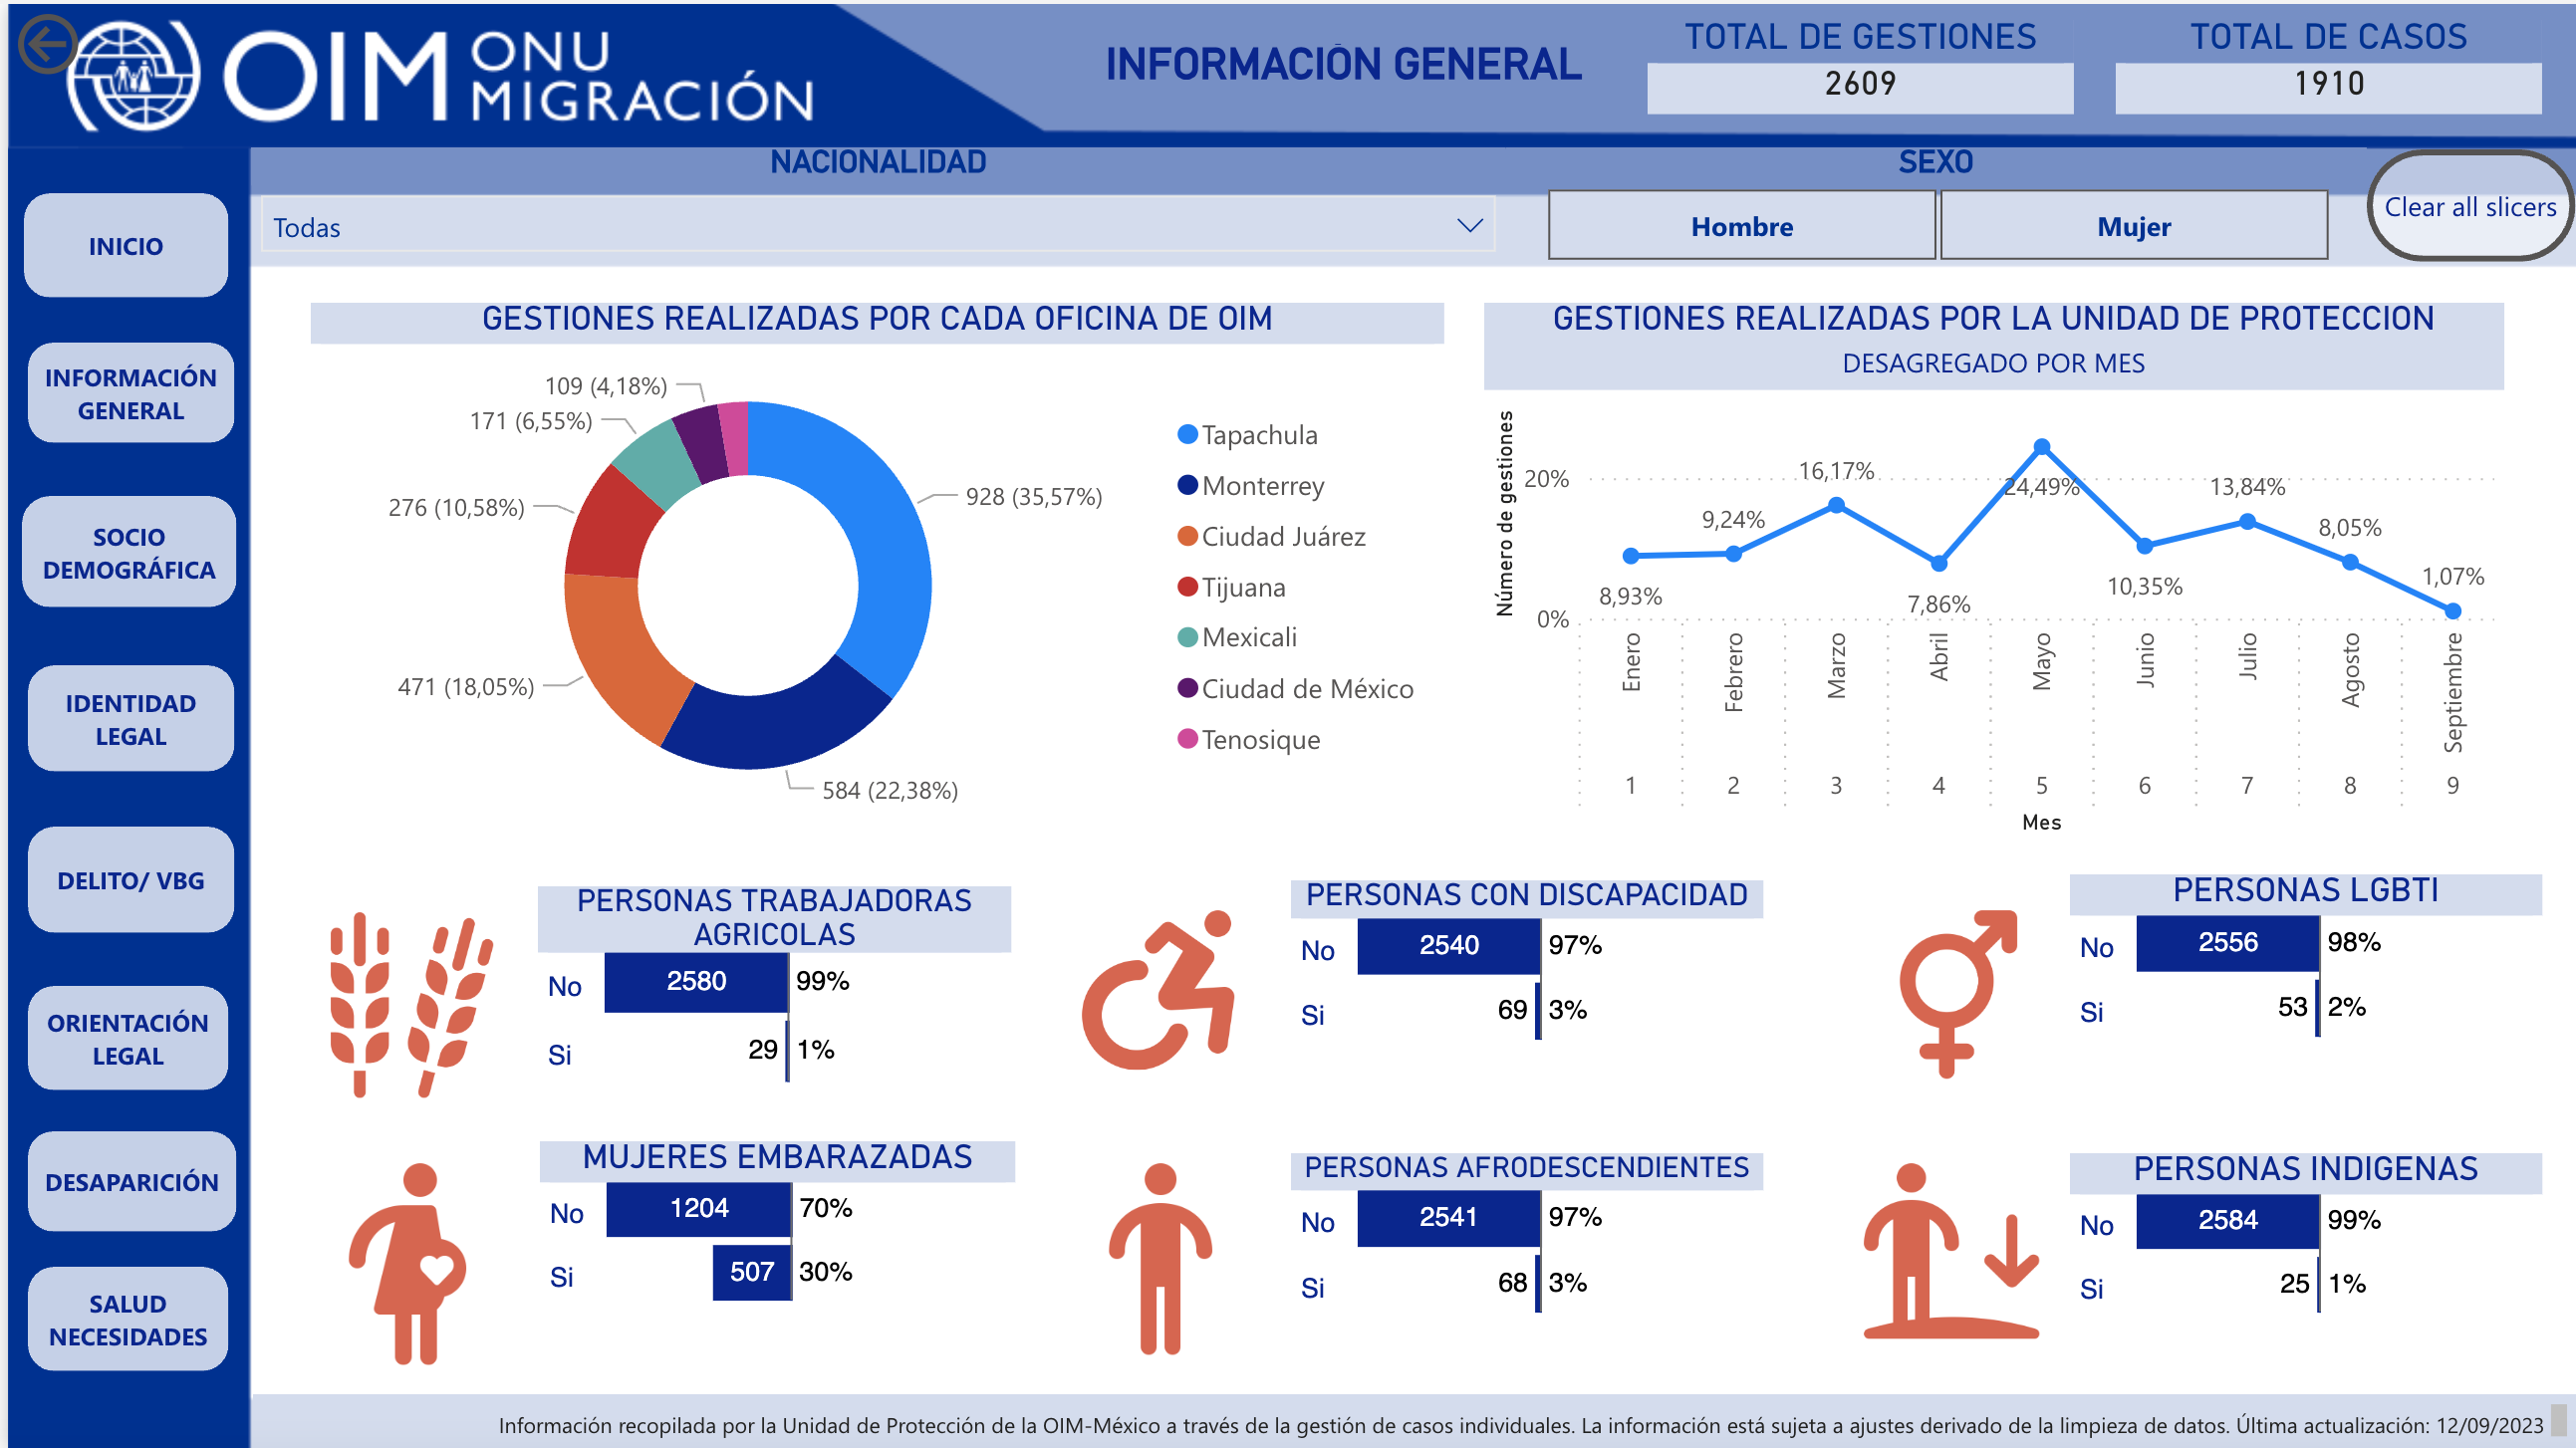 OIM ONU MIGRACIÓN
INFORMACIÓN GENERAL
TOTAL DE GESTIONES
2609
TOTAL DE CASOS
1910
NACIONALIDAD
Todas
SEXO
Hombre
Mujer
Clear all slicers
INICIO
INFORMACIÓN
GENERAL
SOCIO
DEMOGRÁFICA
IDENTIDAD
LEGAL
DELITO/ VBG
ORIENTACIÓN
LEGAL
DESAPARICIÓN
SALUD
NECESIDADES
GESTIONES REALIZADAS POR CADA OFICINA DE OIM
109 (4,18%)
171 (6,55%)
276 (10,58%)
471 (18,05%)
928 (35,57%)
584 (22,38%)
Tapachula
Monterrey
Ciudad Juárez
Tijuana
Mexicali
Ciudad de México
Tenosique
GESTIONES REALIZADAS POR LA UNIDAD DE PROTECCION
DESAGREGADO POR MES
Número de gestiones
20%
0%
8,93%
9,24%
16,17%
7,86%
24,49%
10,35%
13,84%
8,05%
1,07%
Enero
Febrero
Marzo
Abril
Mayo
Junio
Julio
Agosto
Septiembre
1 2 3 4 5 6 7 8 9
Mes
PERSONAS TRABAJADORAS
AGRICOLAS
No 2580 99%
Si 29 1%
PERSONAS CON DISCAPACIDAD
No 2540 97%
Si 69 3%
PERSONAS LGBTI
No 2556 98%
Si 53 2%
MUJERES EMBARAZADAS
No 1204 70%
Si 507 30%
PERSONAS AFRODESCENDIENTES
No 2541 97%
Si 68 3%
PERSONAS INDIGENAS
No 2584 99%
Si 25 1%
Información recopilada por la Unidad de Protección de la OIM-México a través de la gestión de casos individuales. La información está sujeta a ajustes derivado de la limpieza de datos. Última actualización: 12/09/2023